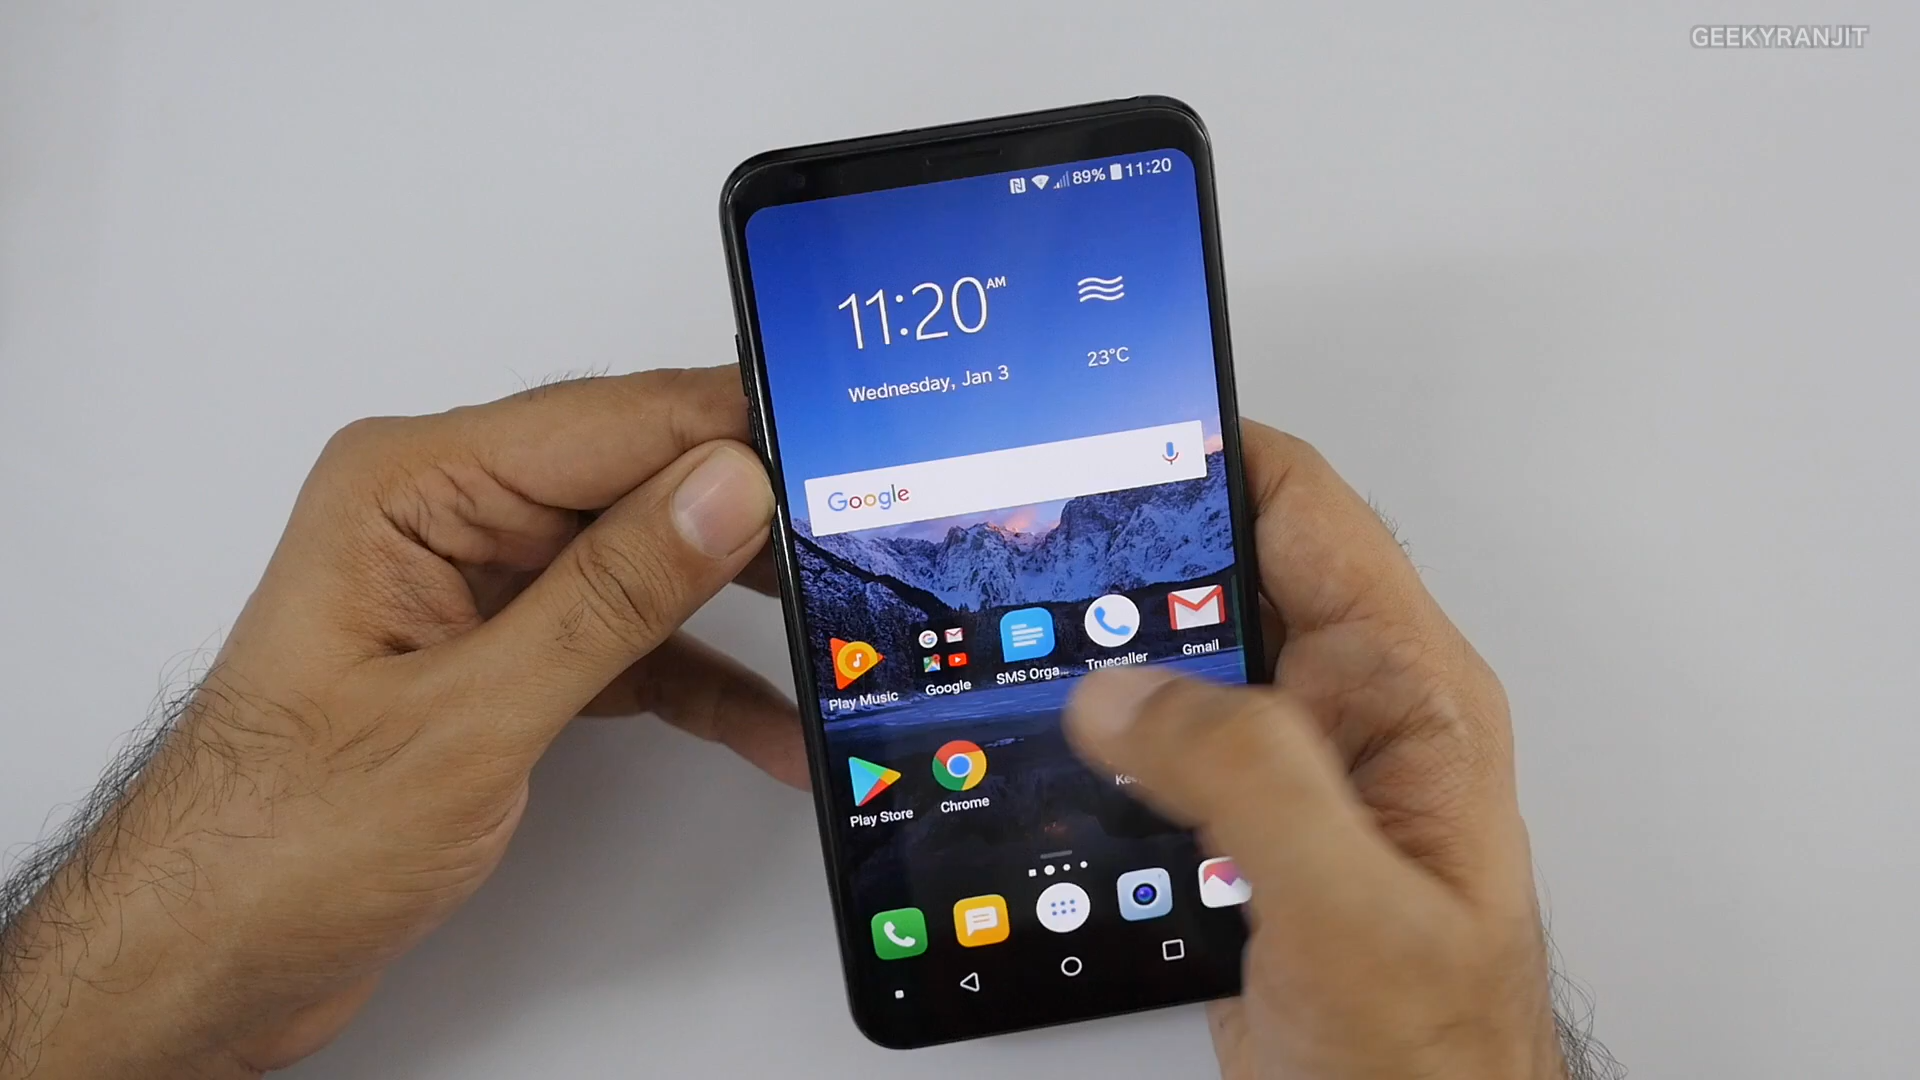 GEEKYRANJIT
89% 11:20
11:20 AM
23°C
Wednesday, Jan 3
Google
Play Music
Google
SMS Orga...
Truecaller
Gmail
Play Store
Chrome